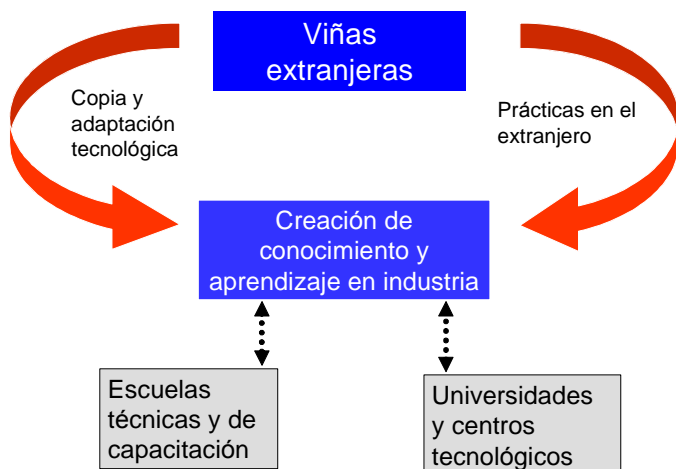 Viñas
extranjeras
Copia y
adaptación
tecnológica
Prácticas en el
extranjero
Creación de
conocimiento y
aprendizaje en industria
Escuelas
técnicas y de
capacitación
Universidades
y centros
tecnológicos